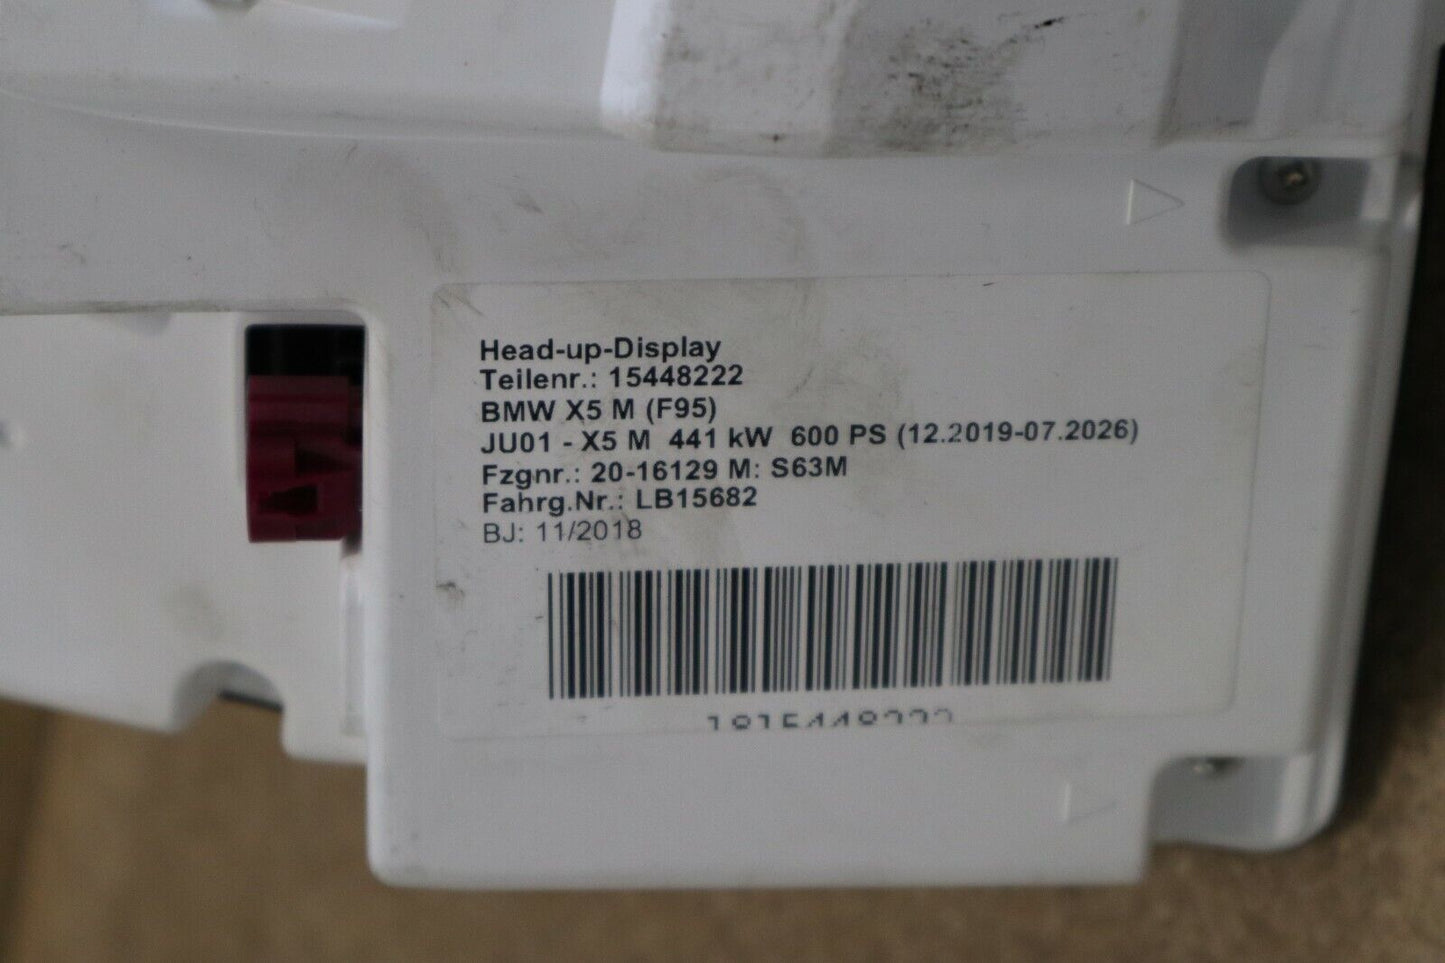 Head-up-Display
Teilenr.: 15448222
BMW X5 M (F95)
JU01 - X5 M 441 kW 600 PS (12.2019-07.2026)
Fzgnr.: 20-16129 M: S63M
Fahrg.Nr.: LB15682
BJ: 11/2018